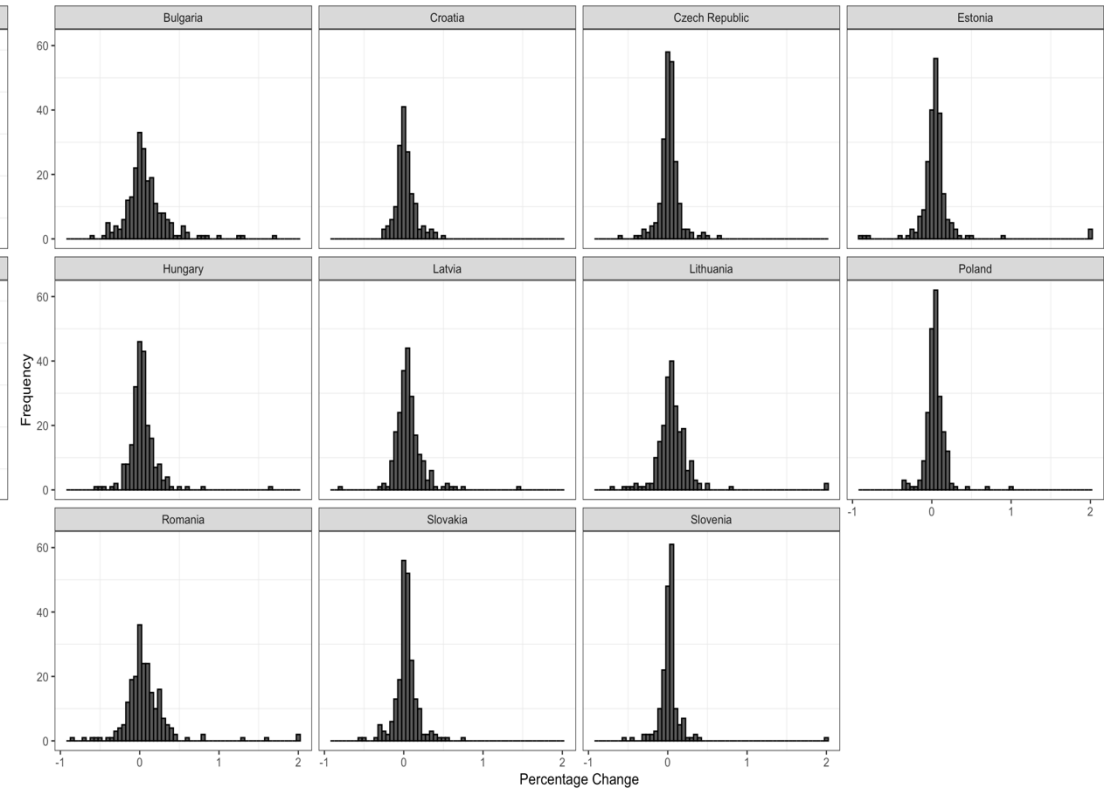 Bulgaria Croatia Czech Republic Estonia
60
40
20
0
Hungary Latvia Lithuania Poland
60
40
20
0
-1 0 1 2
Romania Slovakia Slovenia
60
40
20
0
-1 0 1 2 -1 0 1 2 -1 0 1 2
Frequency
Percentage Change